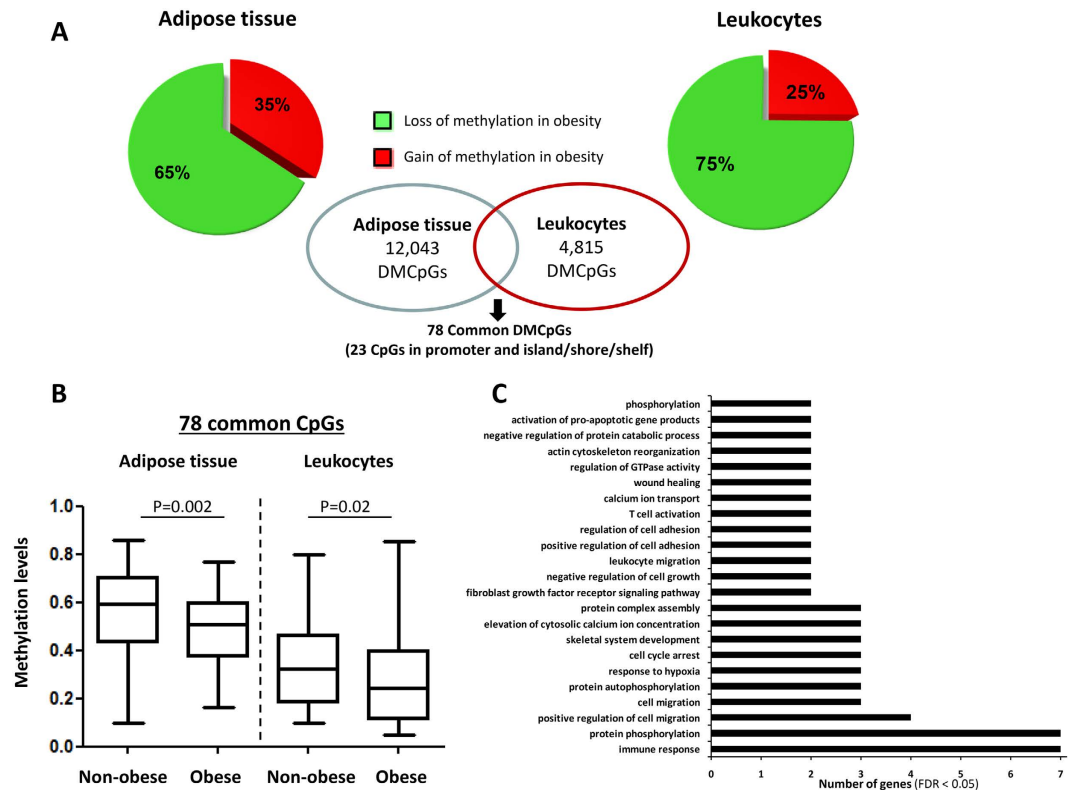 A
Adipose tissue
Leukocytes
35%
65%
25%
75%
Loss of methylation in obesity
Gain of methylation in obesity
Adipose tissue
12,043
DMCpGs
Leukocytes
4,815
DMCpGs
78 Common DMCpGs
(23 CpGs in promoter and island/shore/shelf)
B
78 common CpGs
Adipose tissue
Leukocytes
P=0.002
P=0.02
Methylation levels
1.0
0.8
0.6
0.4
0.2
0.0
Non-obese
Obese
Non-obese
Obese
C
phosphorylation
activation of pro-apoptotic gene products
negative regulation of protein catabolic process
actin cytoskeleton reorganization
regulation of GTPase activity
wound healing
calcium ion transport
T cell activation
regulation of cell adhesion
positive regulation of cell adhesion
leukocyte migration
negative regulation of cell growth
fibroblast growth factor receptor signaling pathway
protein complex assembly
elevation of cytosolic calcium ion concentration
skeletal system development
cell cycle arrest
response to hypoxia
protein autophosphorylation
cell migration
positive regulation of cell migration
protein phosphorylation
immune response
0 1 2 3 4 5 6 7
Number of genes (FDR < 0.05)